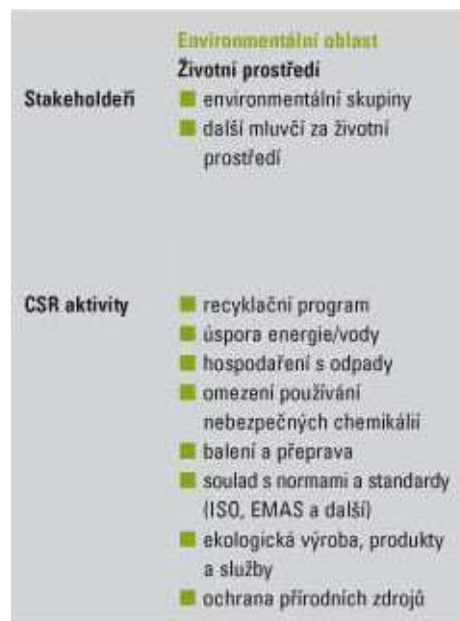 Environmentální oblast
Životní prostředí
Stakeholdeři
environmentální skupiny
další mluvčí za životní
prostředí
CSR aktivity
recyklační program
úspora energie/vody
hospodaření s odpady
omezení používání
nebezpečných chemikálií
balení a přeprava
soulad s normami a standardy
(ISO, EMAS a další)
ekologická výroba, produkty
a služby
ochrana přírodních zdrojů